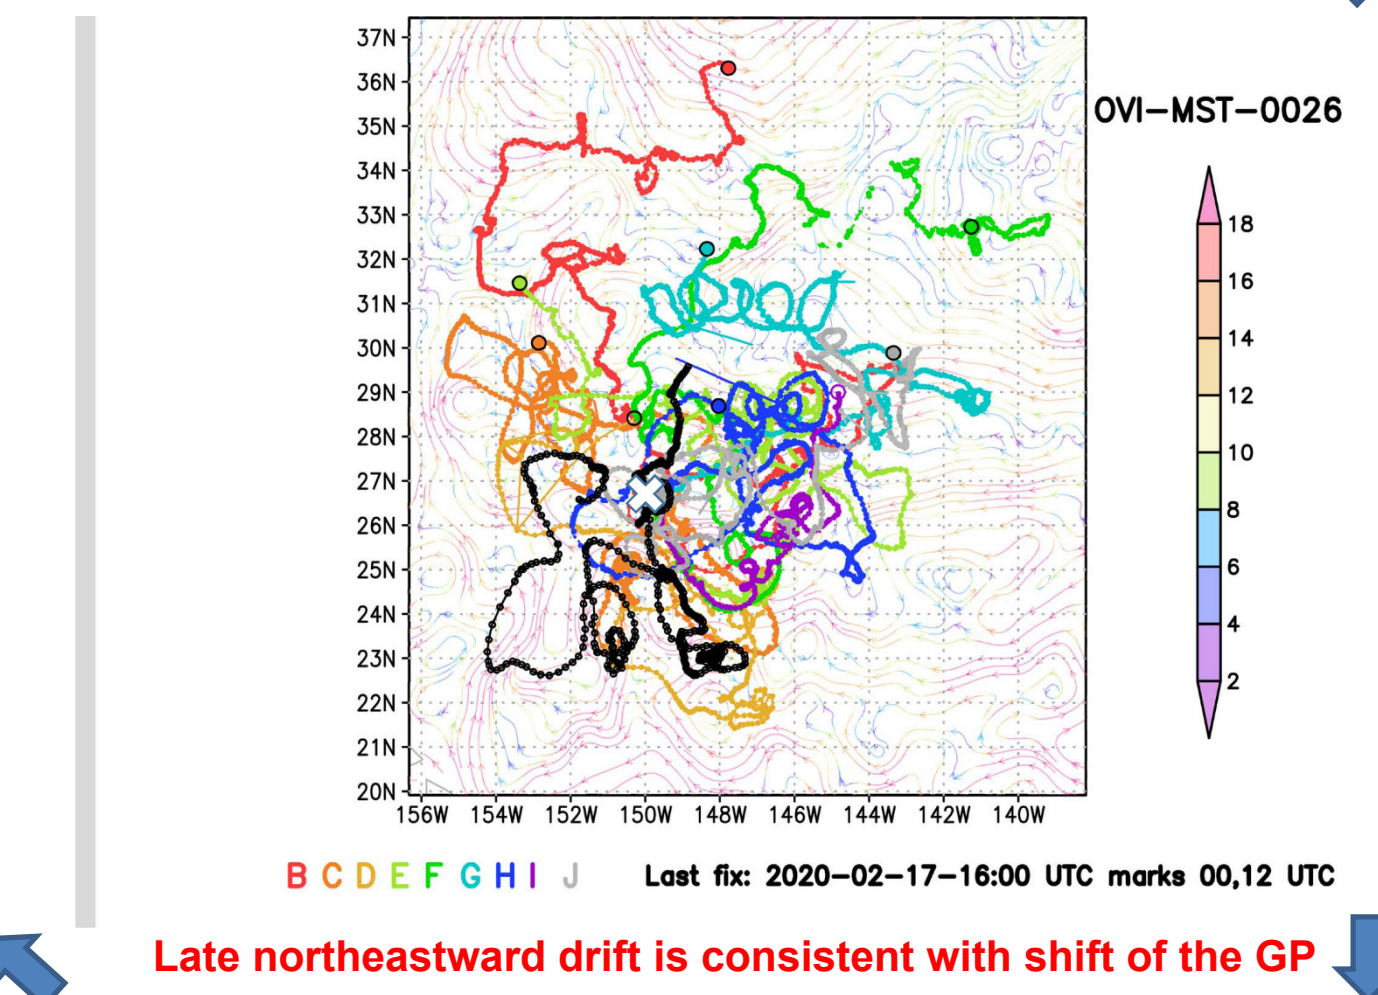 37N
36N
35N
34N
33N
32N
31N
30N
29N
28N
27N
26N
25N
24N
23N
22N
21N
20N
156W 154W 152W 150W 148W 146W 144W 142W 140W
OVI-MST-0026
18
16
14
12
10
8
6
4
2
B C D E F G H I J Last fix: 2020-02-17-16:00 UTC marks 00,12 UTC
Late northeastward drift is consistent with shift of the GP